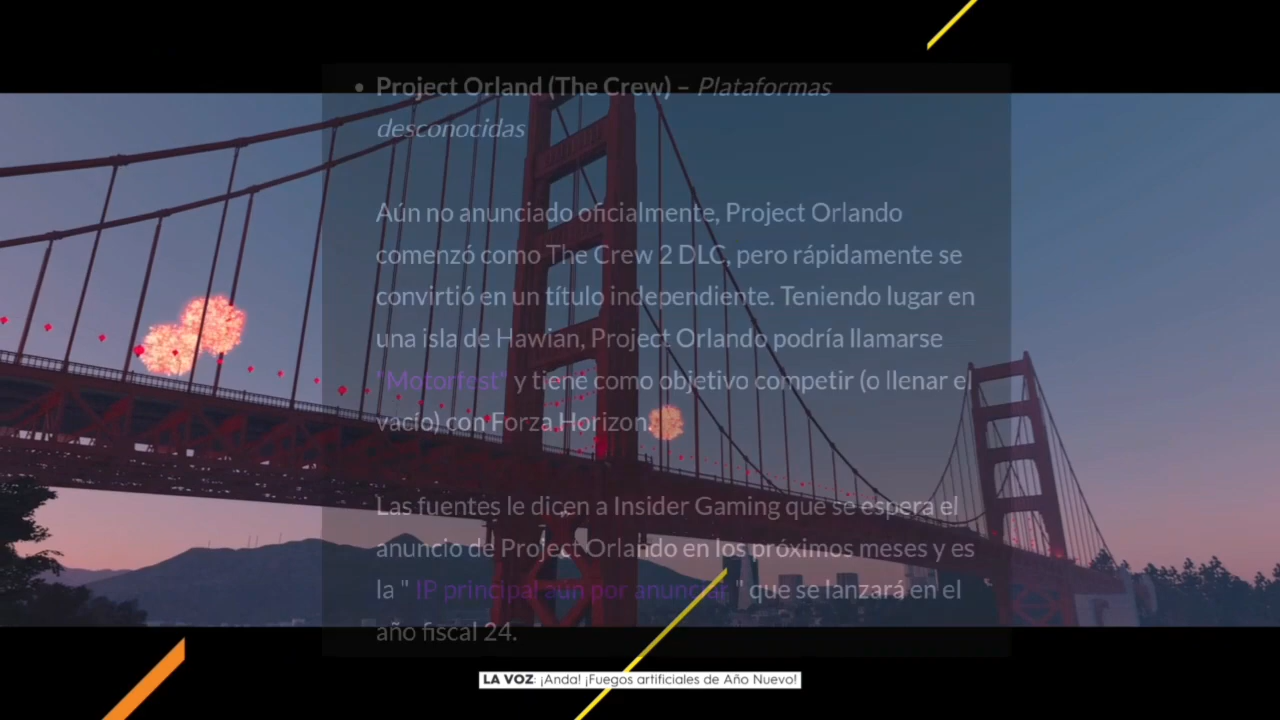 • Project Orland (The Crew) – Plataformas
desconocidas
Aún no anunciado oficialmente, Project Orlando
comenzó como The Crew 2 DLC, pero rápidamente se
convirtió en un título independiente. Teniendo lugar en
una isla de Hawian, Project Orlando podría llamarse
"Motorfest" y tiene como objetivo competir (o llenar el
vacío) con Forza Horizon.
Las fuentes le dicen a Insider Gaming que se espera el
anuncio de Project Orlando en los próximos meses y es
la " IP principal aún por anunciar " que se lanzará en el
año fiscal 24.
LA VOZ: ¡Anda! ¡Fuegos artificiales de Año Nuevo!